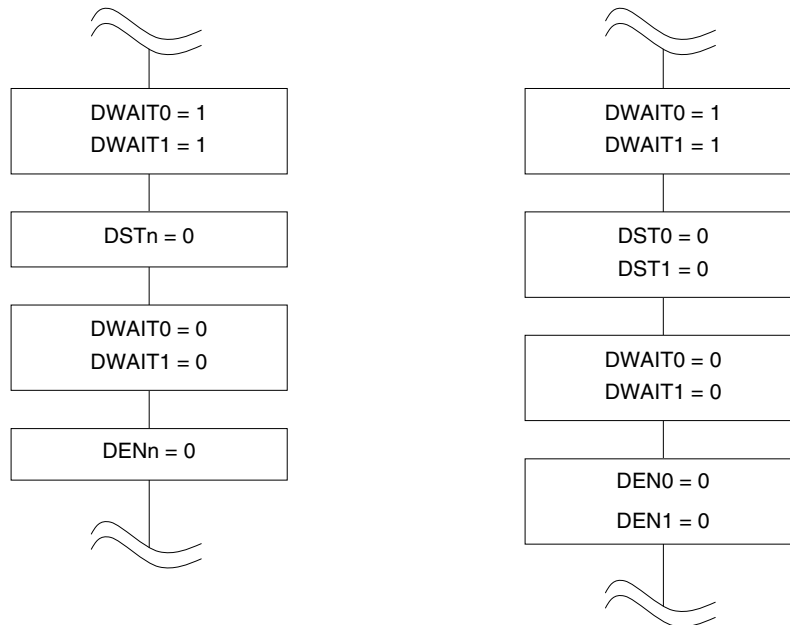 DWAIT0 = 1
DWAIT1 = 1
DSTn = 0
DWAIT0 = 0
DWAIT1 = 0
DENn = 0
DWAIT0 = 1
DWAIT1 = 1
DST0 = 0
DST1 = 0
DWAIT0 = 0
DWAIT1 = 0
DEN0 = 0
DEN1 = 0